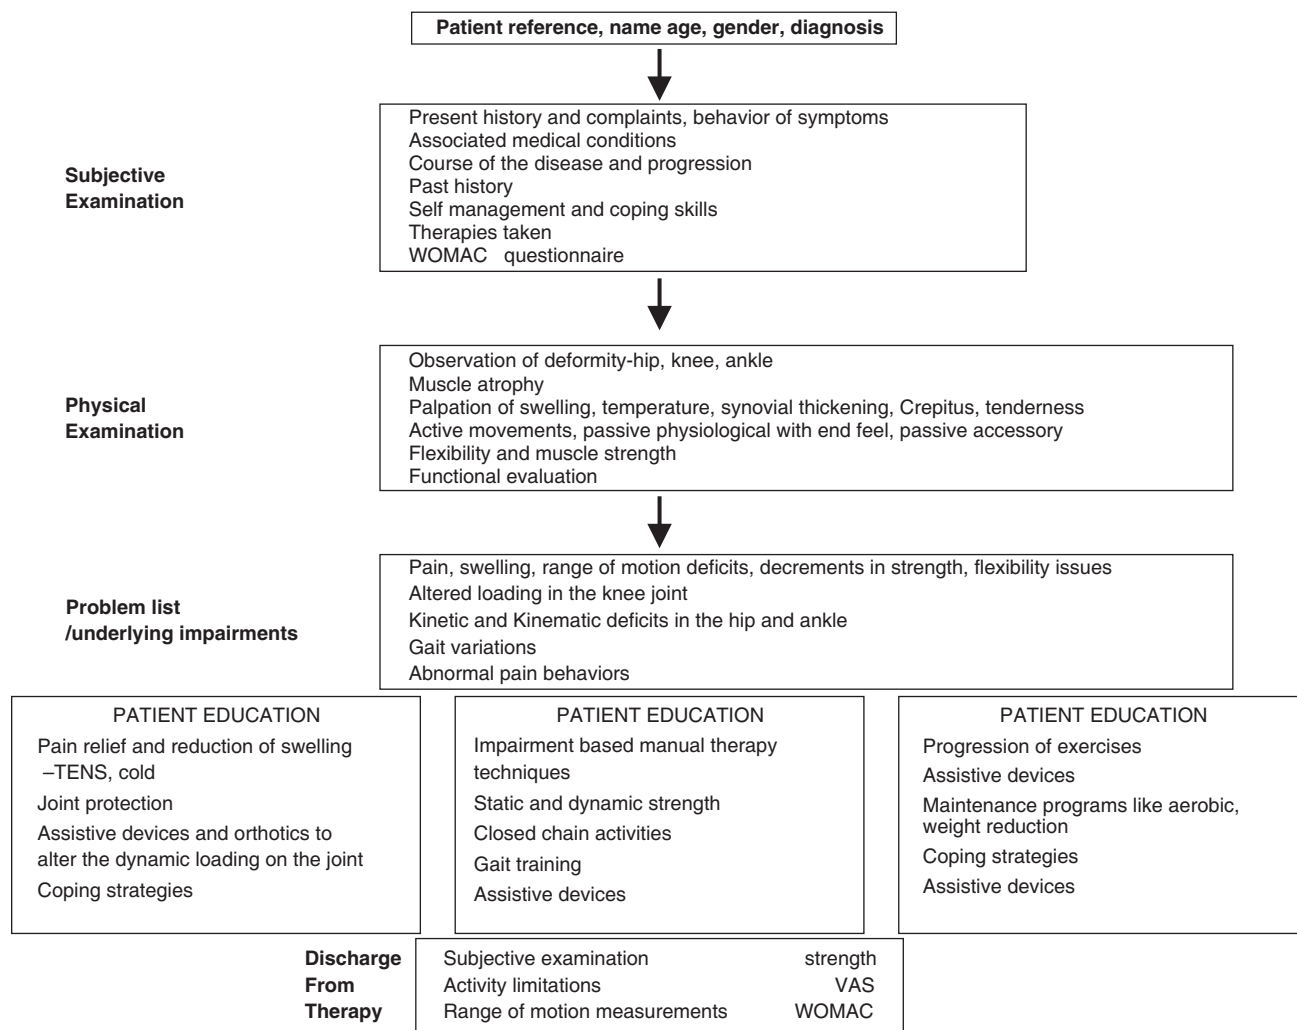 Patient reference, name age, gender, diagnosis
Subjective
Examination
Present history and complaints, behavior of symptoms
Associated medical conditions
Course of the disease and progression
Past history
Self management and coping skills
Therapies taken
WOMAC questionnaire
Physical
Examination
Observation of deformity-hip, knee, ankle
Muscle atrophy
Palpation of swelling, temperature, synovial thickening, Crepitus, tenderness
Active movements, passive physiological with end feel, passive accessory
Flexibility and muscle strength
Functional evaluation
Problem list
/underlying impairments
Pain, swelling, range of motion deficits, decrements in strength, flexibility issues
Altered loading in the knee joint
Kinetic and Kinematic deficits in the hip and ankle
Gait variations
Abnormal pain behaviors
PATIENT EDUCATION
Pain relief and reduction of swelling
–TENS, cold
Joint protection
Assistive devices and orthotics to
alter the dynamic loading on the joint
Coping strategies
PATIENT EDUCATION
Impairment based manual therapy
techniques
Static and dynamic strength
Closed chain activities
Gait training
Assistive devices
PATIENT EDUCATION
Progression of exercises
Assistive devices
Maintenance programs like aerobic,
weight reduction
Coping strategies
Assistive devices
Discharge
From
Therapy
Subjective examination strength
Activity limitations VAS
Range of motion measurements WOMAC